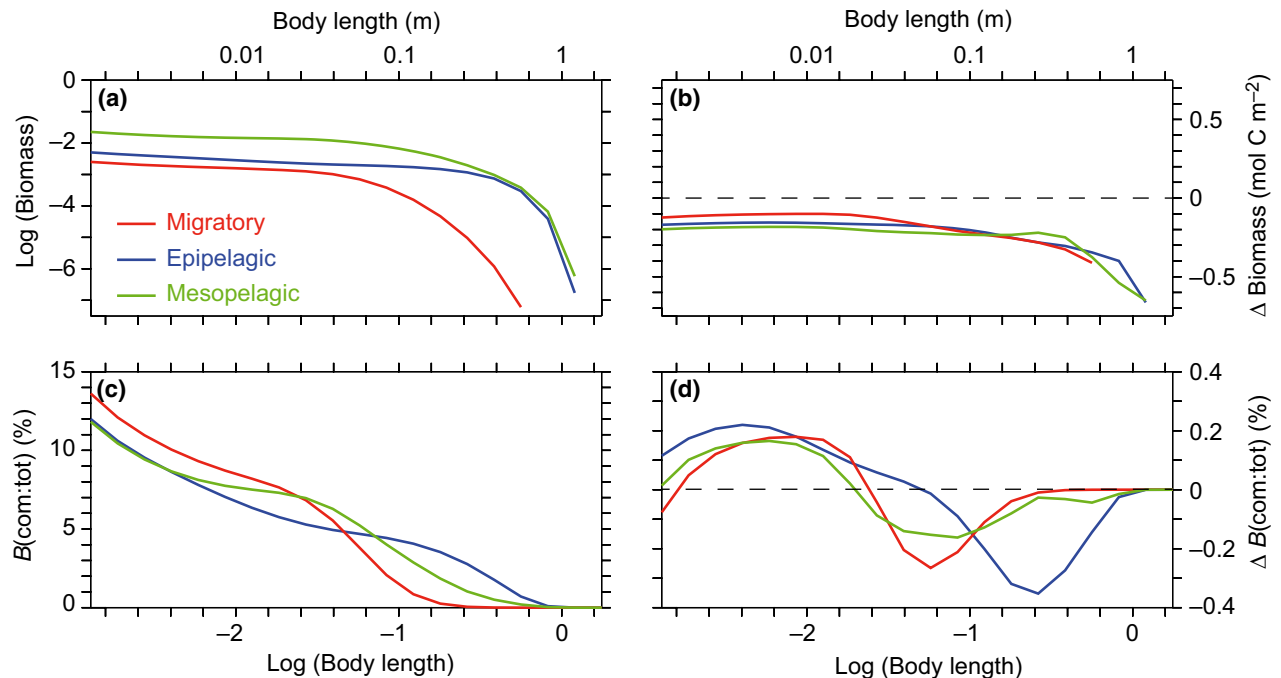 Body length (m)
Body length (m)
0.01 0.1 1
0.01 0.1 1
(a)
0
−2
−4
−6
Log (Biomass)
Migratory
Epipelagic
Mesopelagic
(b)
0.5
0
−0.5
Δ Biomass (mol C m−2)
(c)
15
10
5
0
B(com:tot) (%)
(d)
0.4
0.2
0
−0.2
−0.4
Δ B(com:tot) (%)
−2 −1 0
−2 −1 0
Log (Body length)
Log (Body length)